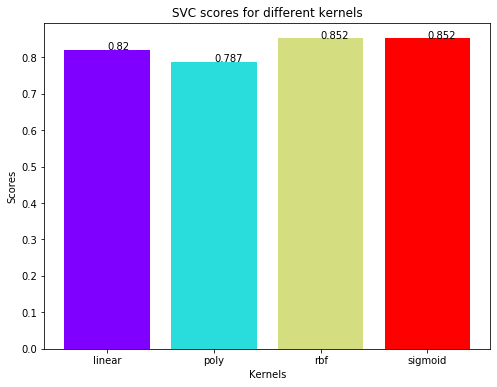 SVC scores for different kernels
0.82
0.787
0.852
0.852
Scores
0.8
0.7
0.6
0.5
0.4
0.3
0.2
0.1
0.0
linear
poly
rbf
sigmoid
Kernels